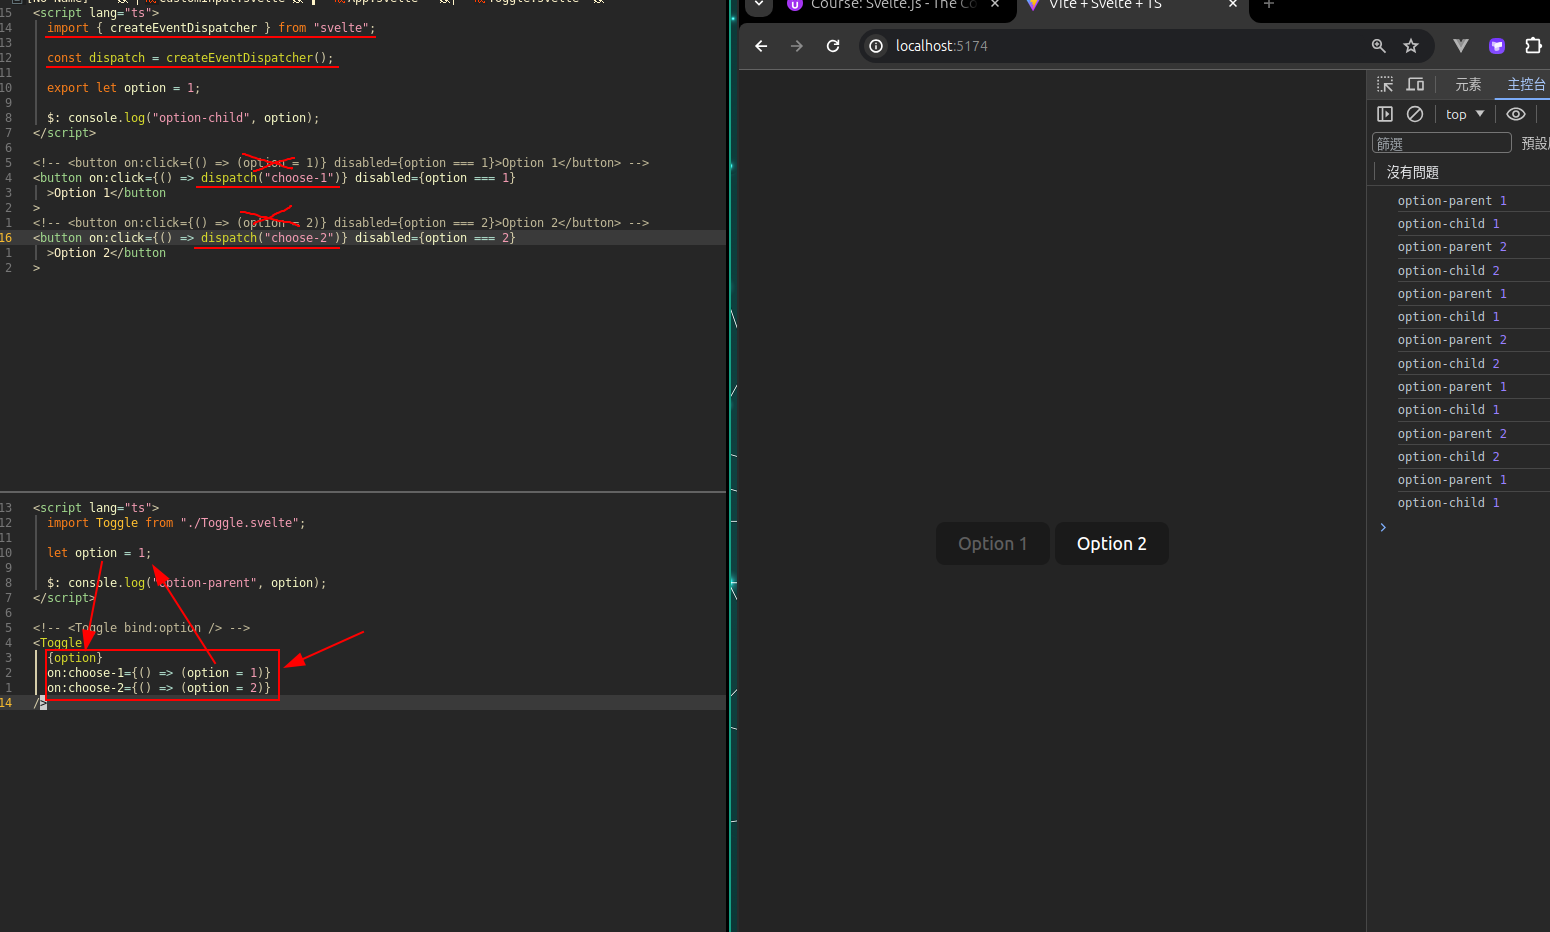 15 <script lang="ts">
14 import { createEventDispatcher } from "svelte";
13
12 const dispatch = createEventDispatcher();
11
10 export let option = 1;
9
8 $: console.log("option-child", option);
7 </script>
6
5 <!-- <button on:click={() => (option = 1)} disabled={option === 1}>Option 1</button> -->
4 <button on:click={() => dispatch("choose-1")} disabled={option === 1}
3 >Option 1</button
2 >
1 <!-- <button on:click={() => (option = 2)} disabled={option === 2}>Option 2</button> -->
16 <button on:click={() => dispatch("choose-2")} disabled={option === 2}
1 >Option 2</button
2 >
13 <script lang="ts">
12 import Toggle from "./Toggle.svelte";
11
10 let option = 1;
9
8 $: console.log("option-parent", option);
7 </script>
6
5 <!-- <Toggle bind:option /> -->
4 <Toggle
3 {option}
2 on:choose-1={() => (option = 1)}
1 on:choose-2={() => (option = 2)}
14 />
Course: Svelte.js - The Co
Vite + Svelte + TS
localhost:5174
Option 1
Option 2
元素
主控台
top
篩選
預設
沒有問題
option-parent 1
option-child 1
option-parent 2
option-child 2
option-parent 1
option-child 1
option-parent 2
option-child 2
option-parent 1
option-child 1
option-parent 2
option-child 2
option-parent 1
option-child 1